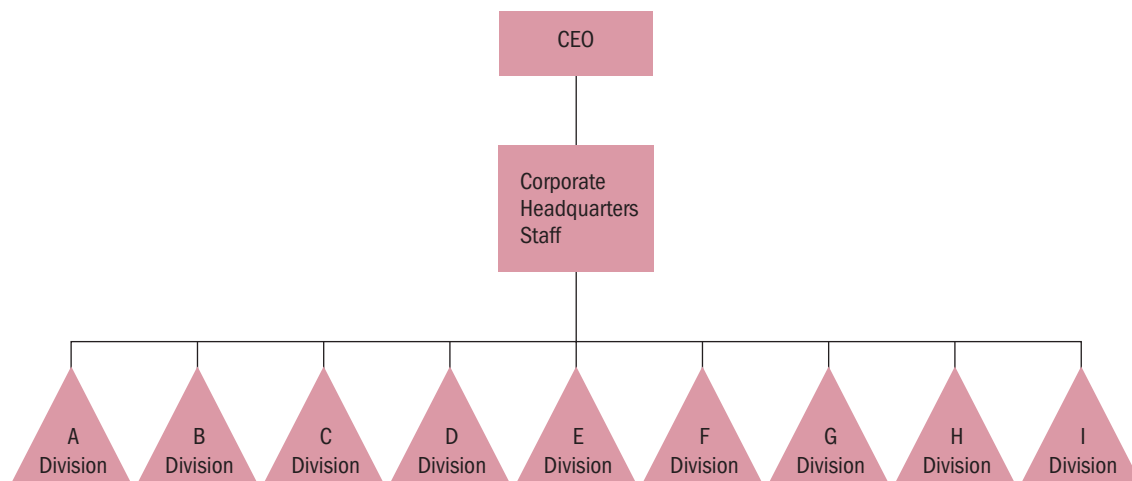 CEO
Corporate
Headquarters
Staff
A
Division
B
Division
C
Division
D
Division
E
Division
F
Division
G
Division
H
Division
I
Division